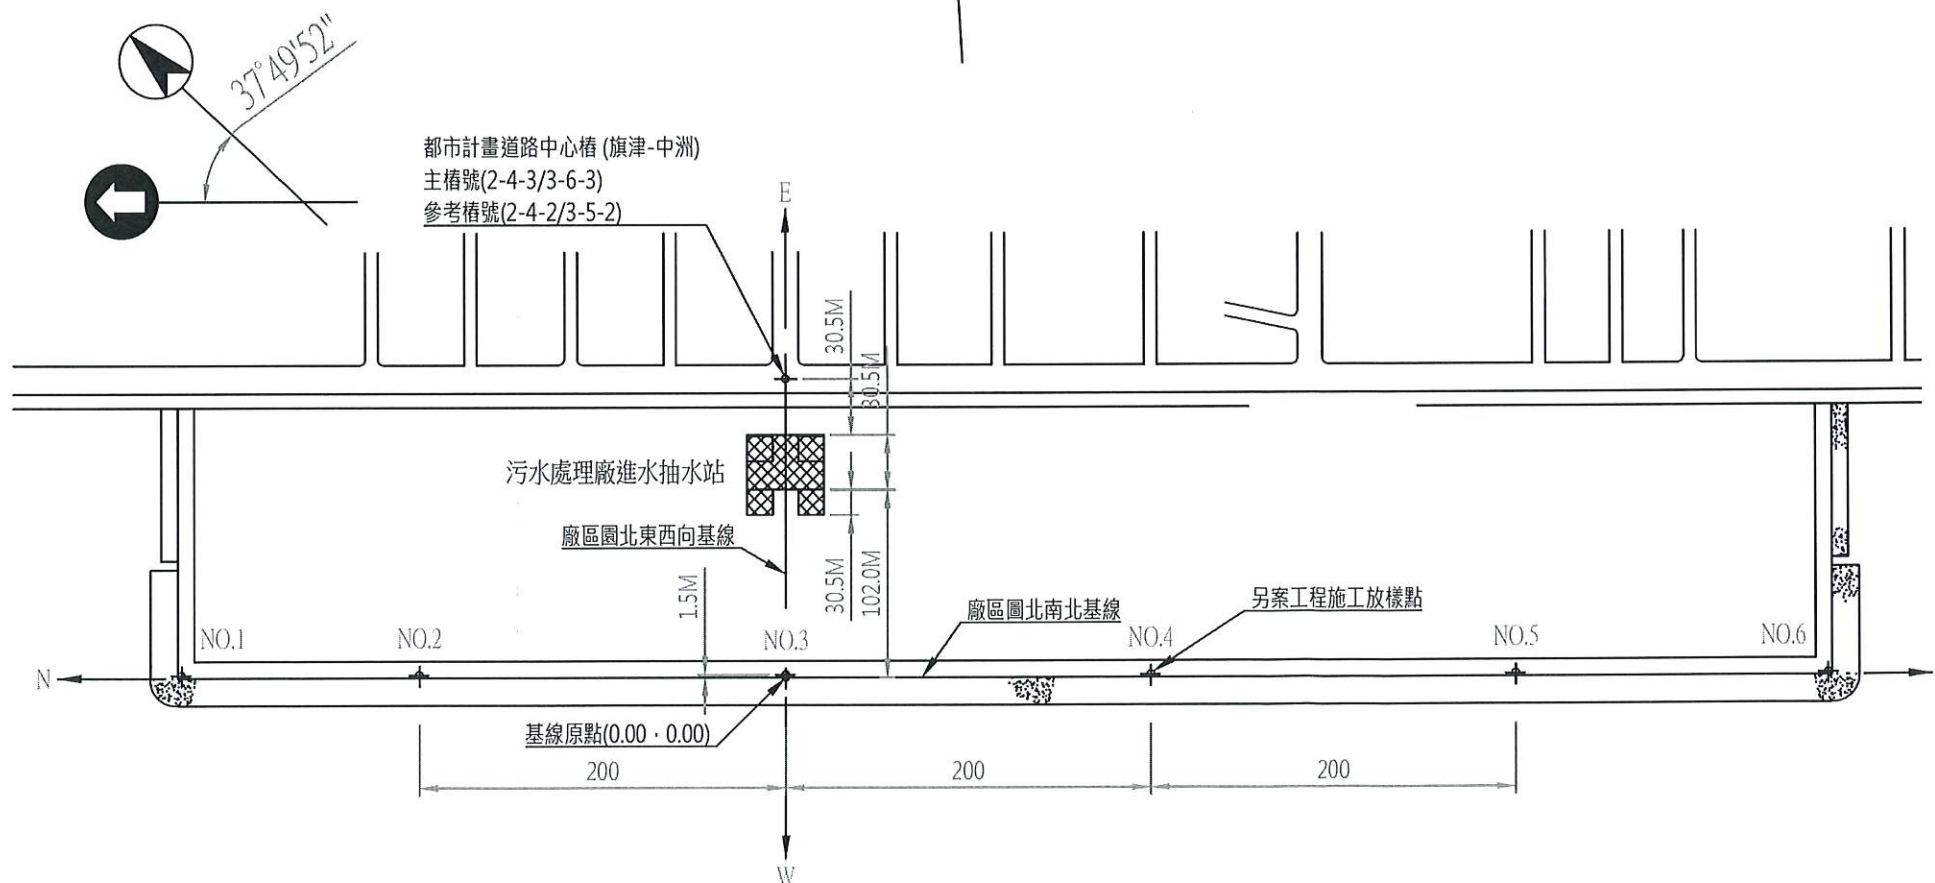 37°49'52"
都市計畫道路中心樁 (旗津-中洲)
主樁號(2-4-3/3-6-3)
參考樁號(2-4-2/3-5-2)
E
30.5M
30.5M
污水處理廠進水抽水站
廠區園北東西向基線
1.5M
30.5M
102.0M
廠區圖北南北基線
另案工程施工放樣點
NO.1
NO.2
NO.3
NO.4
NO.5
NO.6
N
基線原點(0.00，0.00)
200
200
200
W